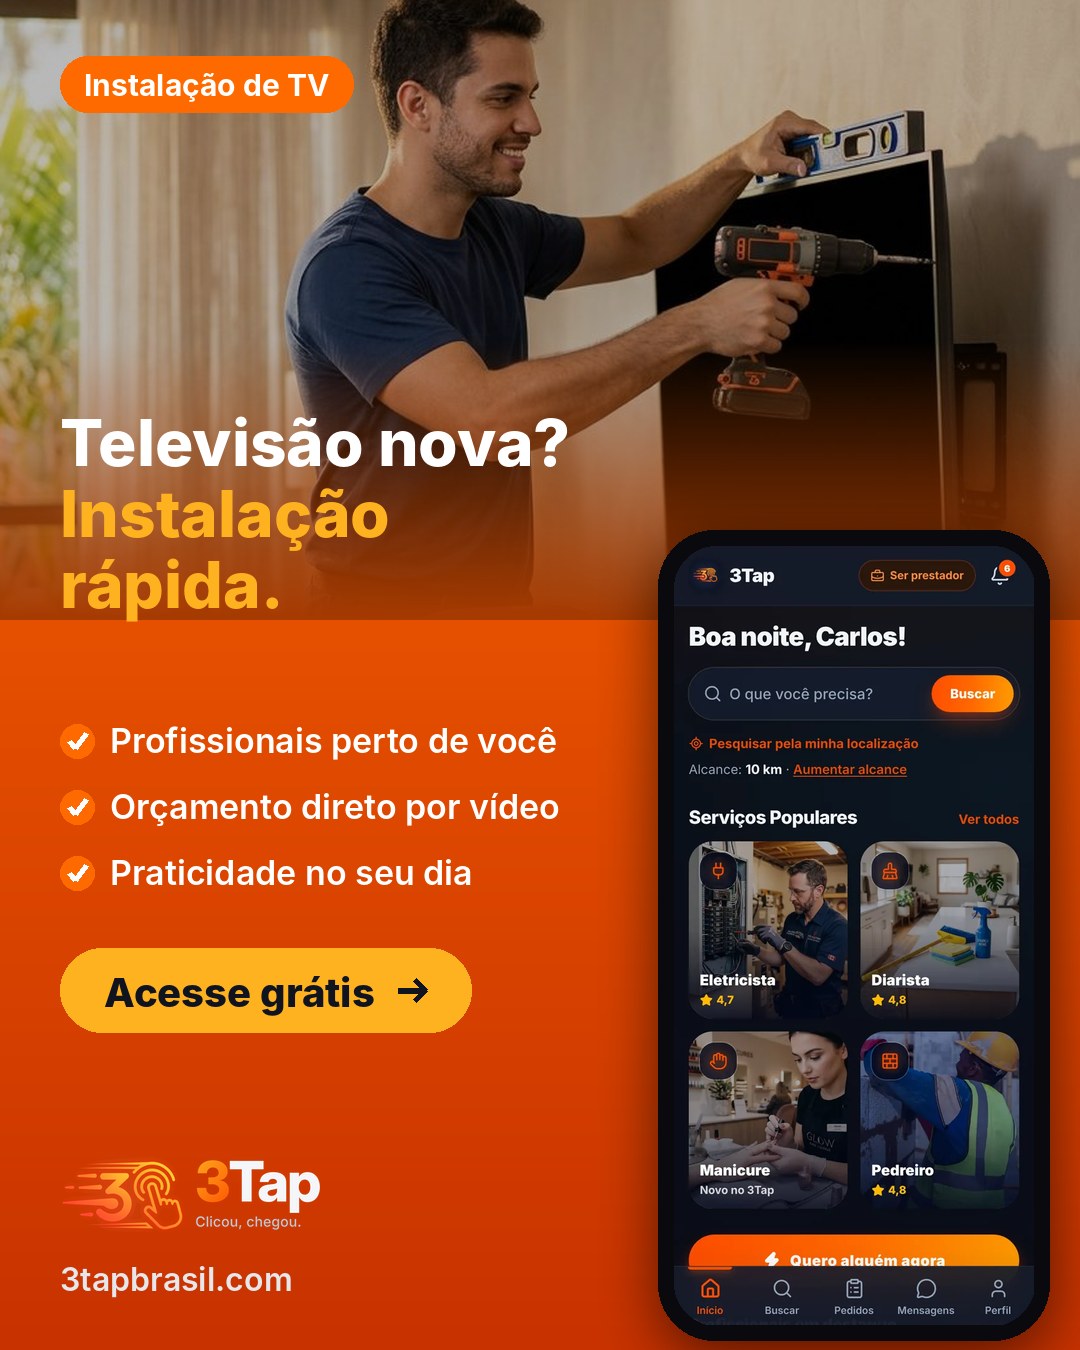 Instalação de TV
Televisão nova?
Instalação
rápida.
Profissionais perto de você
Orçamento direto por vídeo
Praticidade no seu dia
Acesse grátis →
3Tap
Clicou, chegou.
3tapbrasil.com
3Tap
Ser prestador
6
Boa noite, Carlos!
O que você precisa?
Buscar
Pesquisar pela minha localização
Alcance: 10 km · Aumentar alcance
Serviços Populares
Ver todos
Eletricista
4,7
Diarista
4,8
GLOW
Manicure
Novo no 3Tap
Pedreiro
4,8
Quero alguém agora
Início
Buscar
Pedidos
Mensagens
Perfil